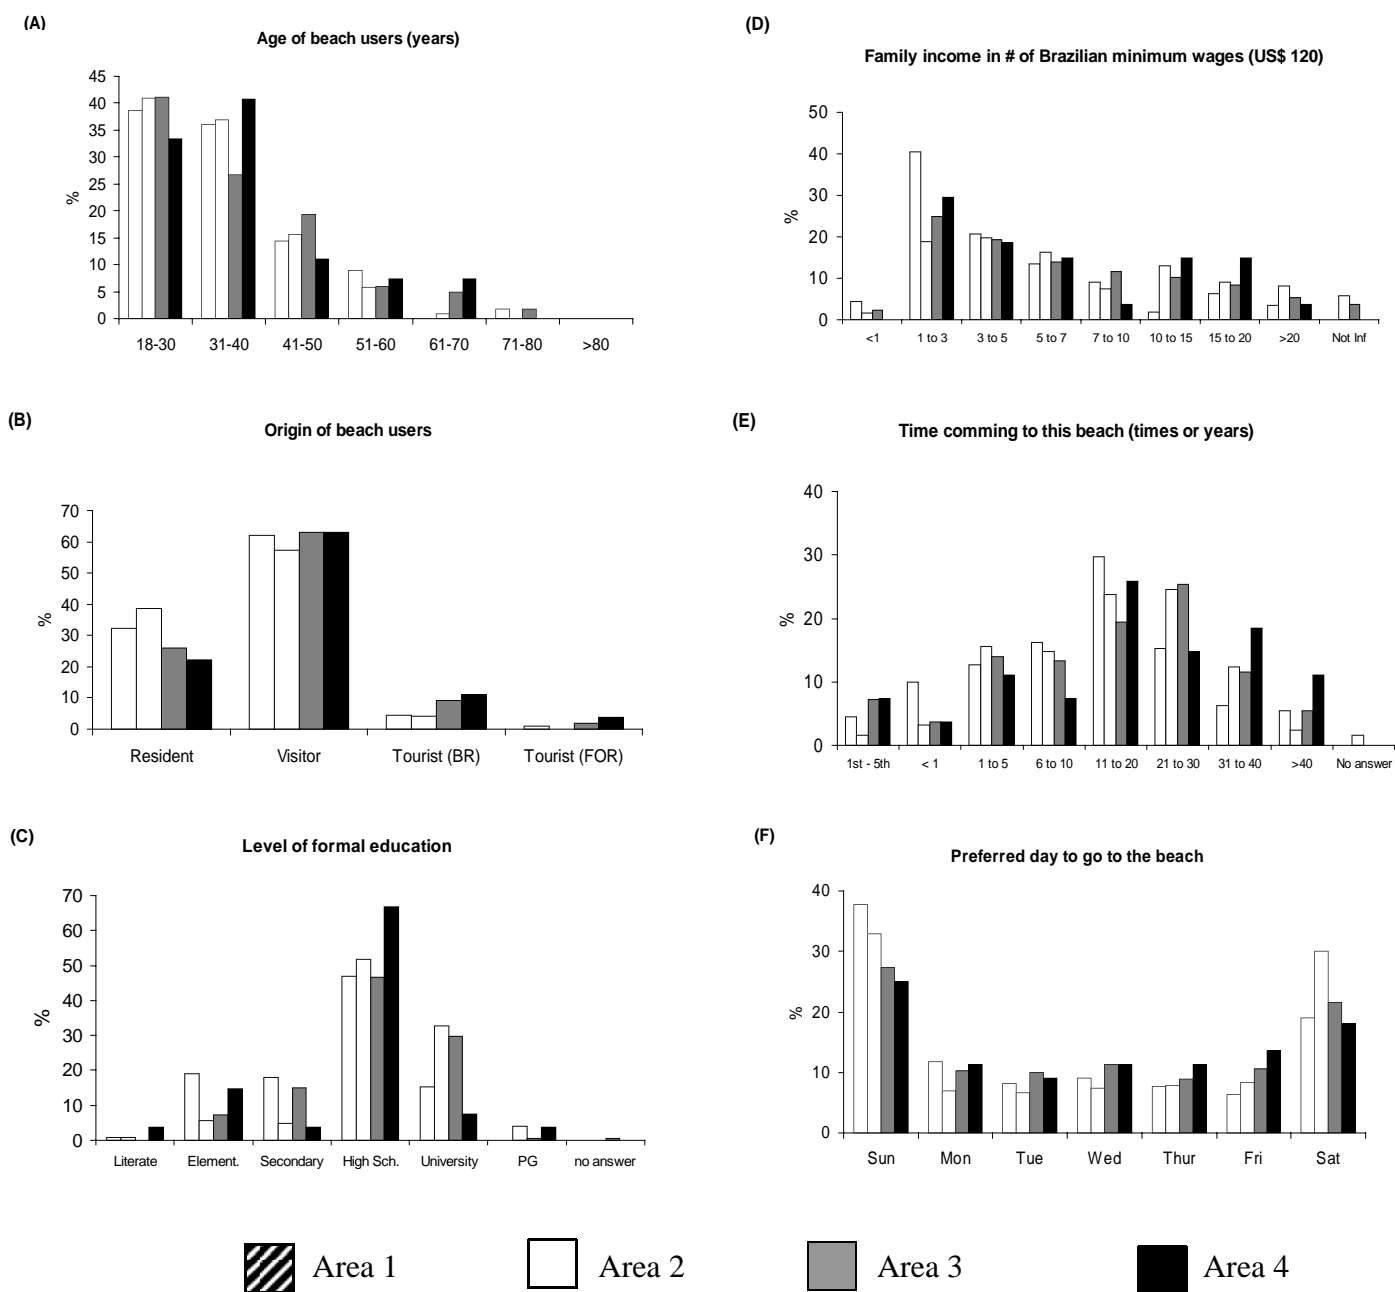 (A)
Age of beach users (years)
45
40
35
30
25
20
15
10
5
0
%
18-30 31-40 41-50 51-60 61-70 71-80 >80
(B)
Origin of beach users
70
60
50
40
30
20
10
0
%
Resident Visitor Tourist (BR) Tourist (FOR)
(C)
Level of formal education
70
60
50
40
30
20
10
0
%
Literate Element. Secondary High Sch. University PG no answer
(D)
Family income in # of Brazilian minimum wages (US$ 120)
50
40
30
20
10
0
%
<1 1 to 3 3 to 5 5 to 7 7 to 10 10 to 15 15 to 20 >20 Not Inf
(E)
Time comming to this beach (times or years)
40
30
20
10
0
%
1st - 5th < 1 1 to 5 6 to 10 11 to 20 21 to 30 31 to 40 >40 No answer
(F)
Preferred day to go to the beach
40
30
20
10
0
%
Sun Mon Tue Wed Thur Fri Sat
Area 1 Area 2 Area 3 Area 4